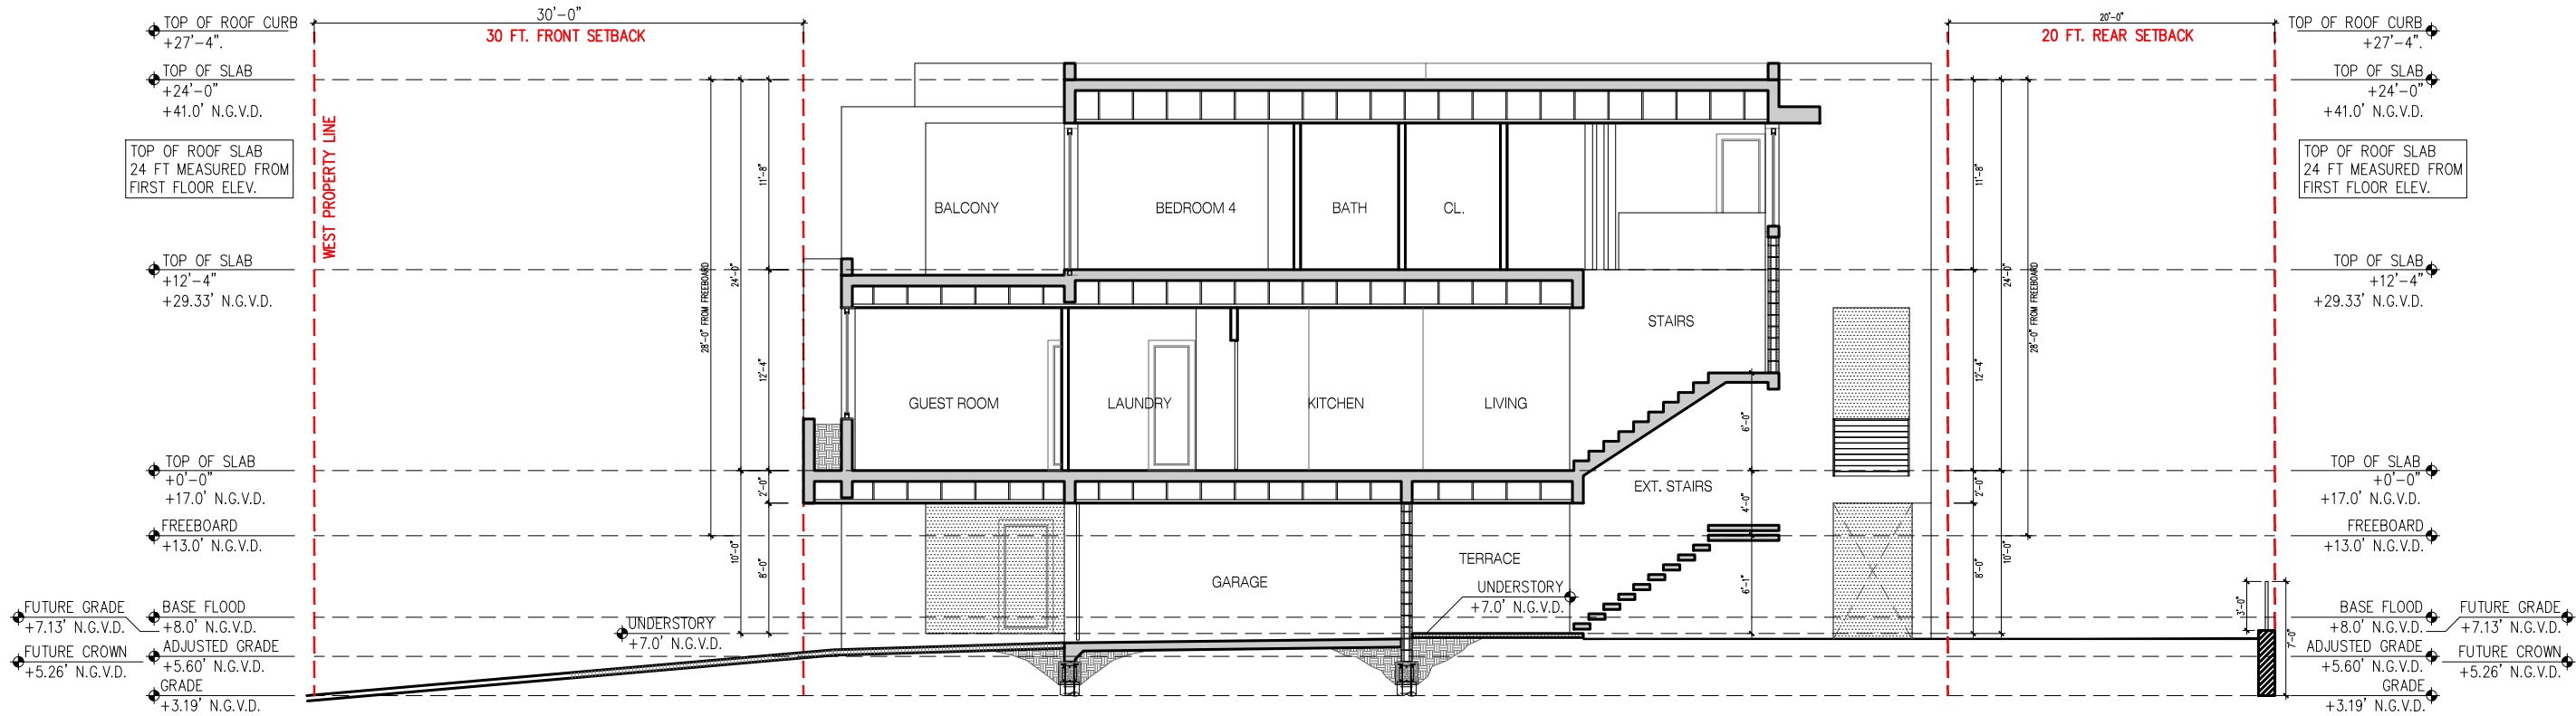 TOP OF ROOF CURB
+27'-4".
TOP OF SLAB
+24'-0"
+41.0' N.G.V.D.
TOP OF ROOF SLAB
24 FT MEASURED FROM
FIRST FLOOR ELEV.
TOP OF SLAB
+12'-4"
+29.33' N.G.V.D.
TOP OF SLAB
+0'-0"
+17.0' N.G.V.D.
FREEBOARD
+13.0' N.G.V.D.
FUTURE GRADE
+7.13' N.G.V.D.
BASE FLOOD
+8.0' N.G.V.D.
FUTURE CROWN
+5.26' N.G.V.D.
ADJUSTED GRADE
+5.60' N.G.V.D.
GRADE
+3.19' N.G.V.D.
WEST PROPERTY LINE
30'-0"
30 FT. FRONT SETBACK
28'-0" FROM FREEBOARD
24'-0"
11'-8"
12'-4"
2'-0"
10'-0"
8'-0"
UNDERSTORY
+7.0' N.G.V.D.
BALCONY
BEDROOM 4
BATH
CL.
GUEST ROOM
LAUNDRY
KITCHEN
LIVING
STAIRS
EXT. STAIRS
GARAGE
TERRACE
UNDERSTORY
+7.0' N.G.V.D.
6'-0"
4'-0"
6'-1"
20'-0"
20 FT. REAR SETBACK
11'-8"
24'-0"
28'-0" FROM FREEBOARD
12'-4"
2'-0"
8'-0"
10'-0"
3'-0"
7'-0"
TOP OF ROOF CURB
+27'-4".
TOP OF SLAB
+24'-0"
+41.0' N.G.V.D.
TOP OF ROOF SLAB
24 FT MEASURED FROM
FIRST FLOOR ELEV.
TOP OF SLAB
+12'-4"
+29.33' N.G.V.D.
TOP OF SLAB
+0'-0"
+17.0' N.G.V.D.
FREEBOARD
+13.0' N.G.V.D.
BASE FLOOD
+8.0' N.G.V.D.
FUTURE GRADE
+7.13' N.G.V.D.
ADJUSTED GRADE
+5.60' N.G.V.D.
FUTURE CROWN
+5.26' N.G.V.D.
GRADE
+3.19' N.G.V.D.